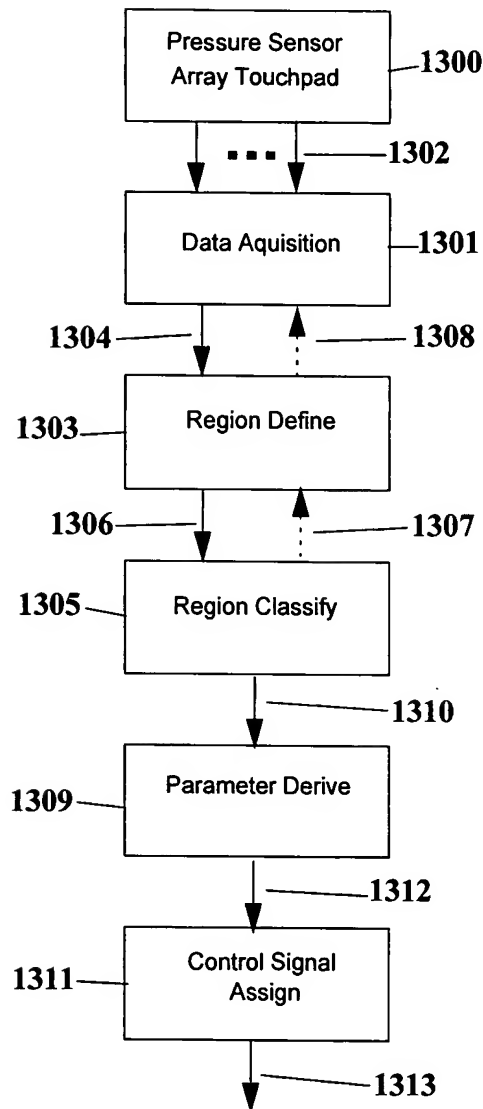 Pressure Sensor
Array Touchpad
1300
1302
Data Aquisition
1301
1304
1308
1303
Region Define
1306
1307
1305
Region Classify
1310
1309
Parameter Derive
1312
1311
Control Signal
Assign
1313